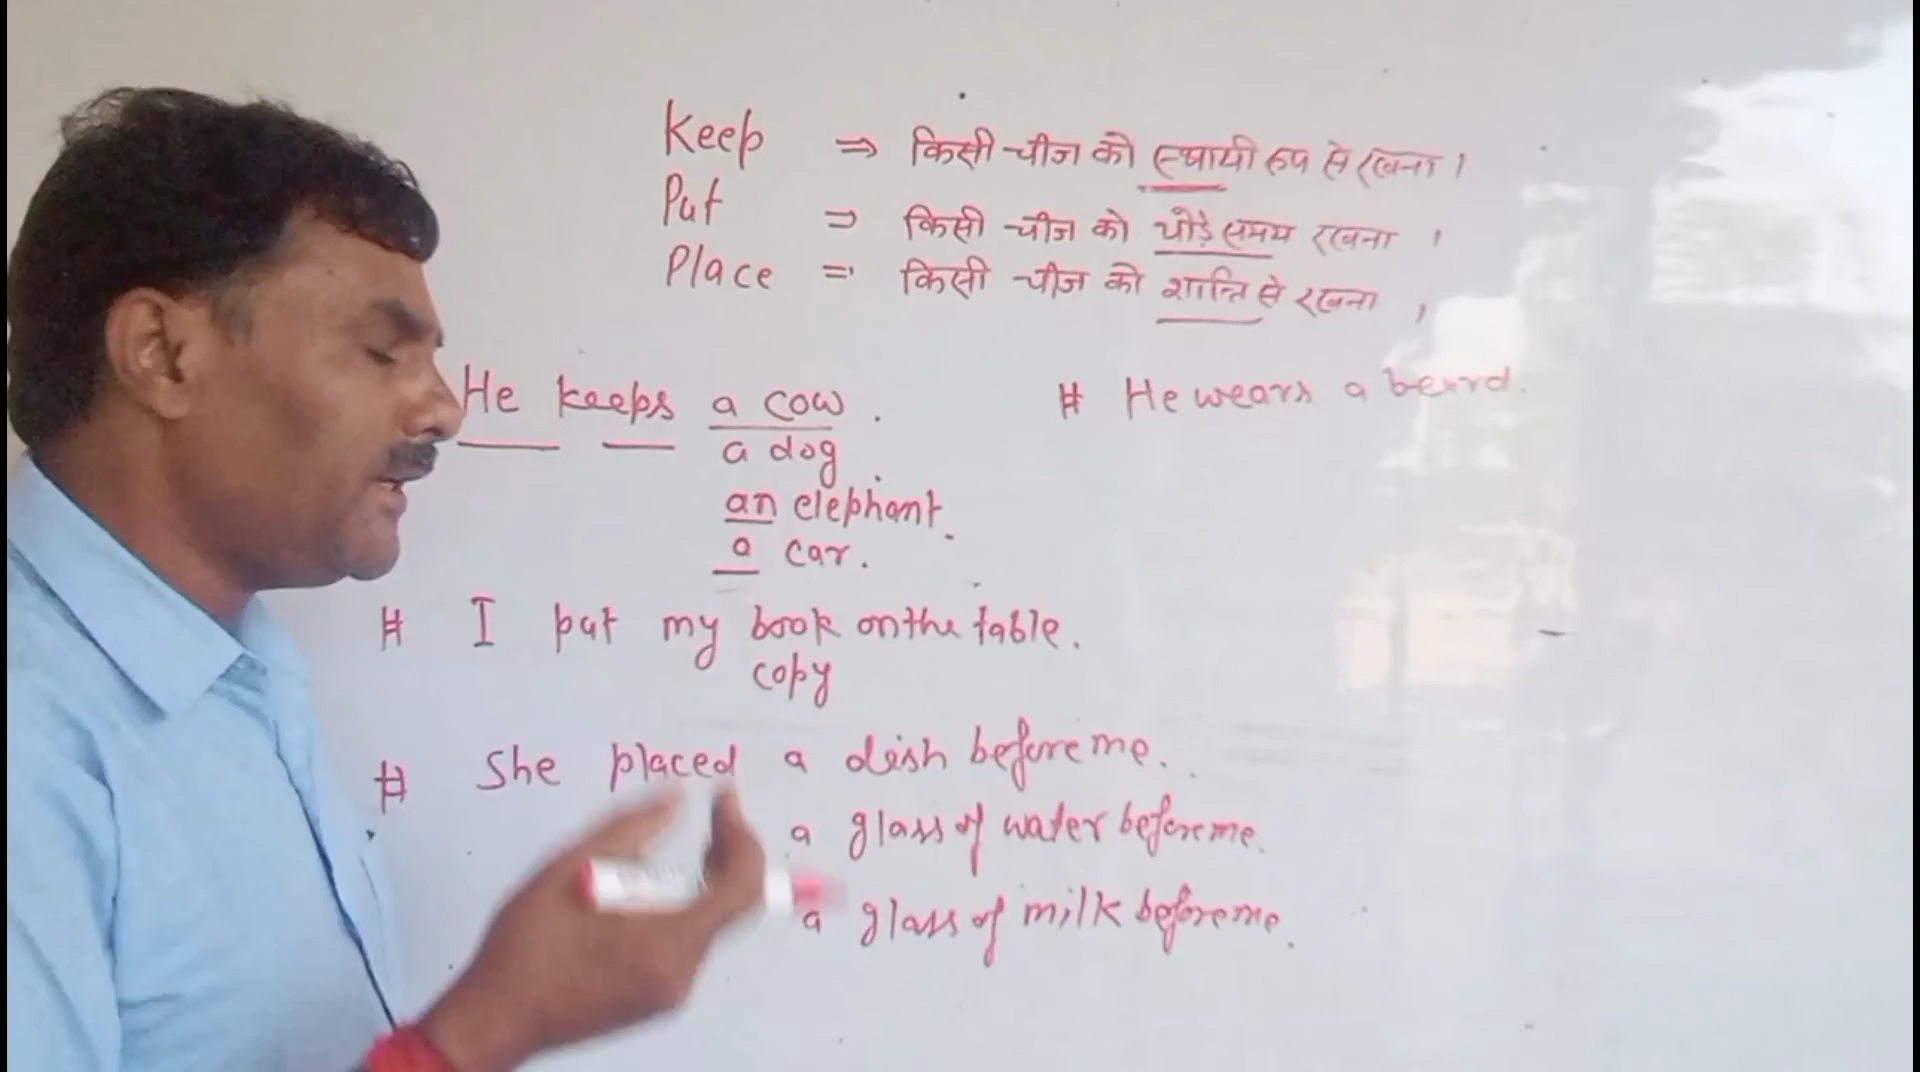 Keep ⇒ किसी चीज को स्थायी रुप से रखना।
Put ⇒ किसी चीज को थोड़े समय रखना ।
Place = किसी चीज को शान्ति से रखना ,
He keeps a cow.
# He wears a beard.
a dog.
an elephant.
a car.
# I put my book on the table.
copy
# She placed a dish before me.
a glass of water before me.
a glass of milk before me.